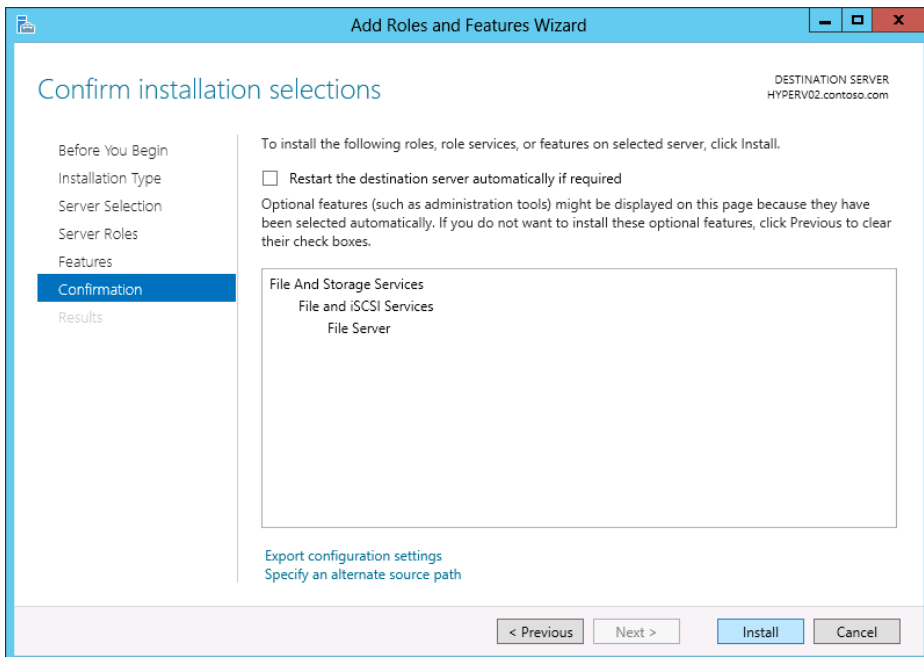 Add Roles and Features Wizard
Confirm installation selections
DESTINATION SERVER
HYPERV02.contoso.com
Before You Begin
Installation Type
Server Selection
Server Roles
Features
Confirmation
Results
To install the following roles, role services, or features on selected server, click Install.
Restart the destination server automatically if required
Optional features (such as administration tools) might be displayed on this page because they have
been selected automatically. If you do not want to install these optional features, click Previous to clear
their check boxes.
File And Storage Services
File and iSCSI Services
File Server
Export configuration settings
Specify an alternate source path
< Previous
Next >
Install
Cancel